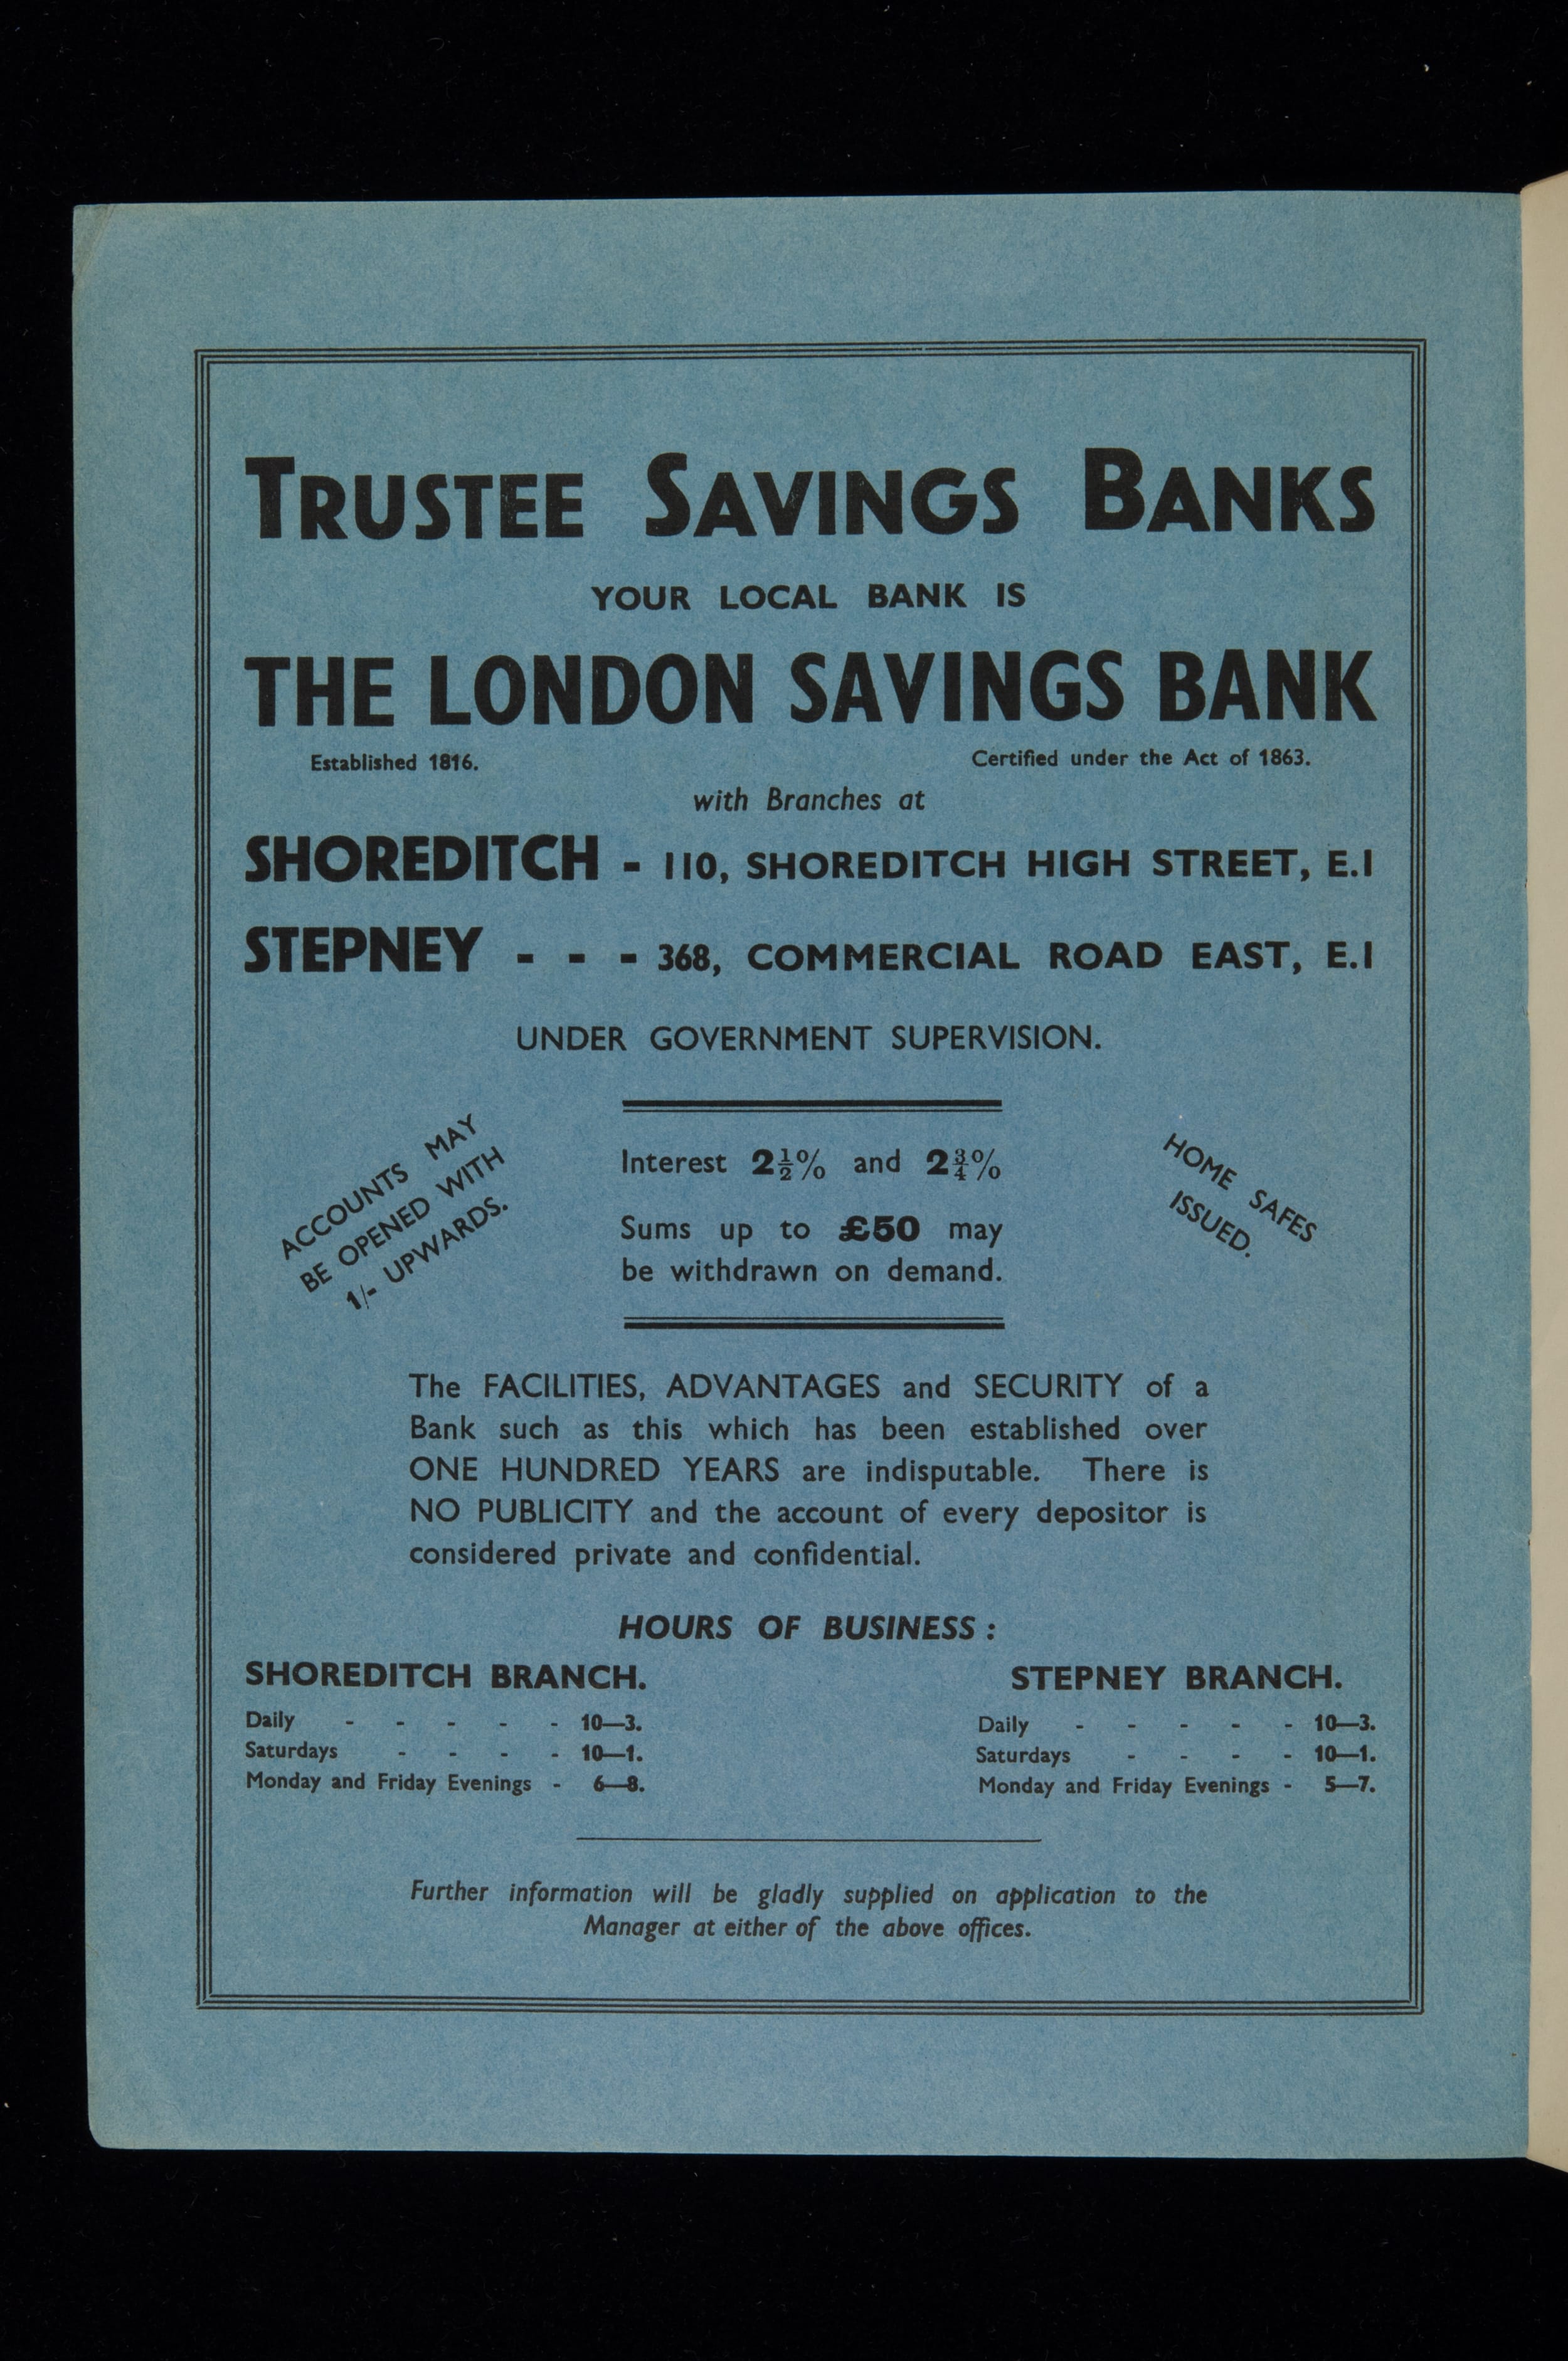 TRUSTEE SAVINGS BANKS
YOUR LOCAL BANK IS
THE LONDON SAVINGS BANK
Established 1816. Certified under the Act of 1863.
with Branches at
SHOREDITCH - 110, SHOREDITCH HIGH STREET, E.1
STEPNEY - - - 368, COMMERCIAL ROAD EAST, E.1
UNDER GOVERNMENT SUPERVISION.
ACCOUNTS MAY
BE OPENED WITH
1/- UPWARDS.
Interest 2½% and 2¾%
Sums up to £50 may
be withdrawn on demand.
HOME SAFES
ISSUED.
The FACILITIES, ADVANTAGES and SECURITY of a
Bank such as this which has been established over
ONE HUNDRED YEARS are indisputable. There is
NO PUBLICITY and the account of every depositor is
considered private and confidential.
HOURS OF BUSINESS :
SHOREDITCH BRANCH.
Daily - - - - - 10—3.
Saturdays - - - - 10—1.
Monday and Friday Evenings - 6—8.
STEPNEY BRANCH.
Daily - - - - - 10—3.
Saturdays - - - - 10—1.
Monday and Friday Evenings - 5—7.
Further information will be gladly supplied on application to the
Manager at either of the above offices.